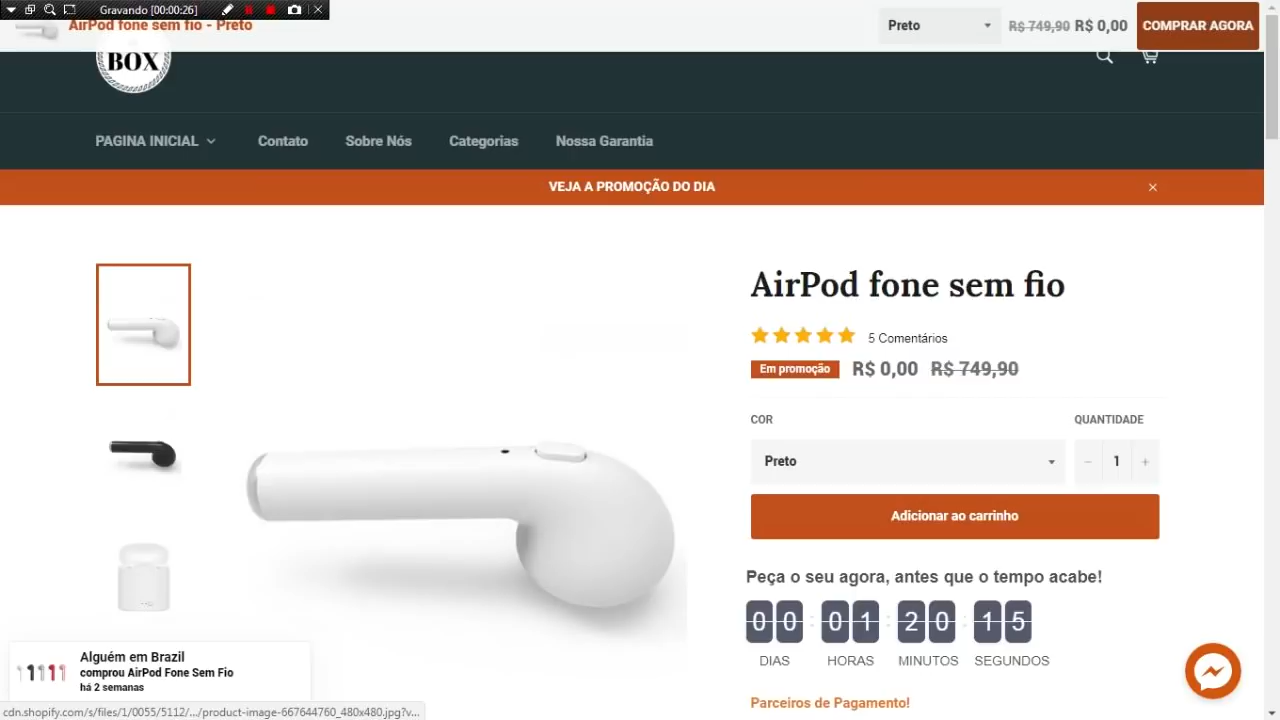 Gravando [00:00:26]
AirPod fone sem fio - Preto
Preto
R$ 749,90 R$ 0,00
COMPRAR AGORA
BOX
PAGINA INICIAL
Contato
Sobre Nós
Categorias
Nossa Garantia
VEJA A PROMOÇÃO DO DIA
AirPod fone sem fio
5 Comentários
Em promoção R$ 0,00 R$ 749,90
COR
QUANTIDADE
Preto
− 1 +
Adicionar ao carrinho
Peça o seu agora, antes que o tempo acabe!
00 : 01 : 20 : 15
DIAS HORAS MINUTOS SEGUNDOS
Alguém em Brazil
comprou AirPod Fone Sem Fio
há 2 semanas
Parceiros de Pagamento!
cdn.shopify.com/s/files/1/0055/5112/.../product-image-667644760_480x480.jpg?v...